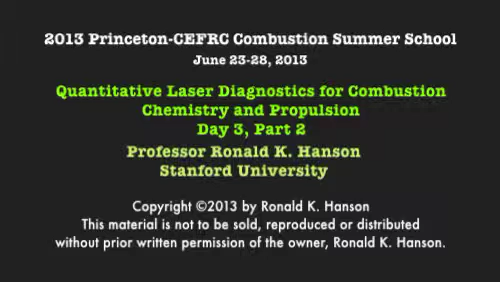 2013 Princeton-CEFRC Combustion Summer School
June 23-28, 2013
Quantitative Laser Diagnostics for Combustion
Chemistry and Propulsion
Day 3, Part 2
Professor Ronald K. Hanson
Stanford University
Copyright ©2013 by Ronald K. Hanson
This material is not to be sold, reproduced or distributed
without prior written permission of the owner, Ronald K. Hanson.